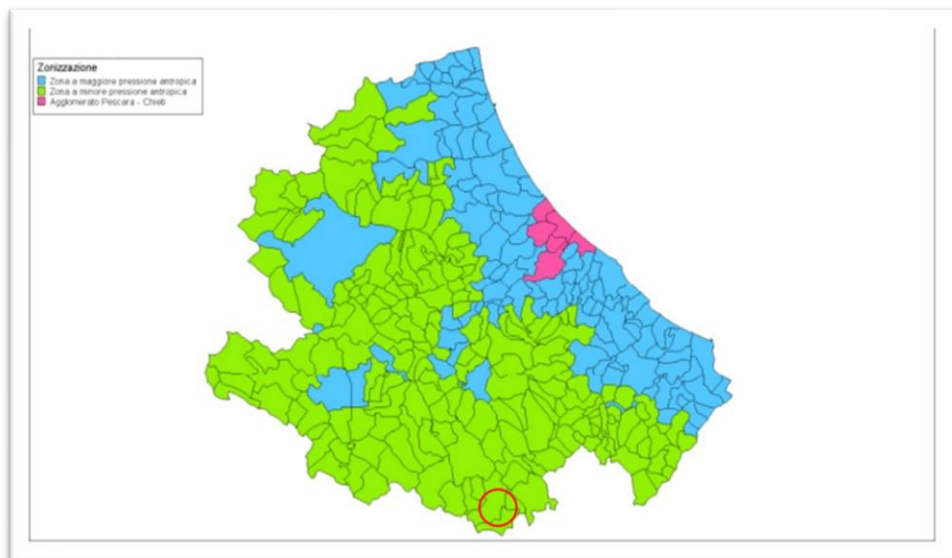 Zonizzazione
Zona a maggiore pressione antropica
Zona a minore pressione antropica
Agglomerato Pescara - Chieti